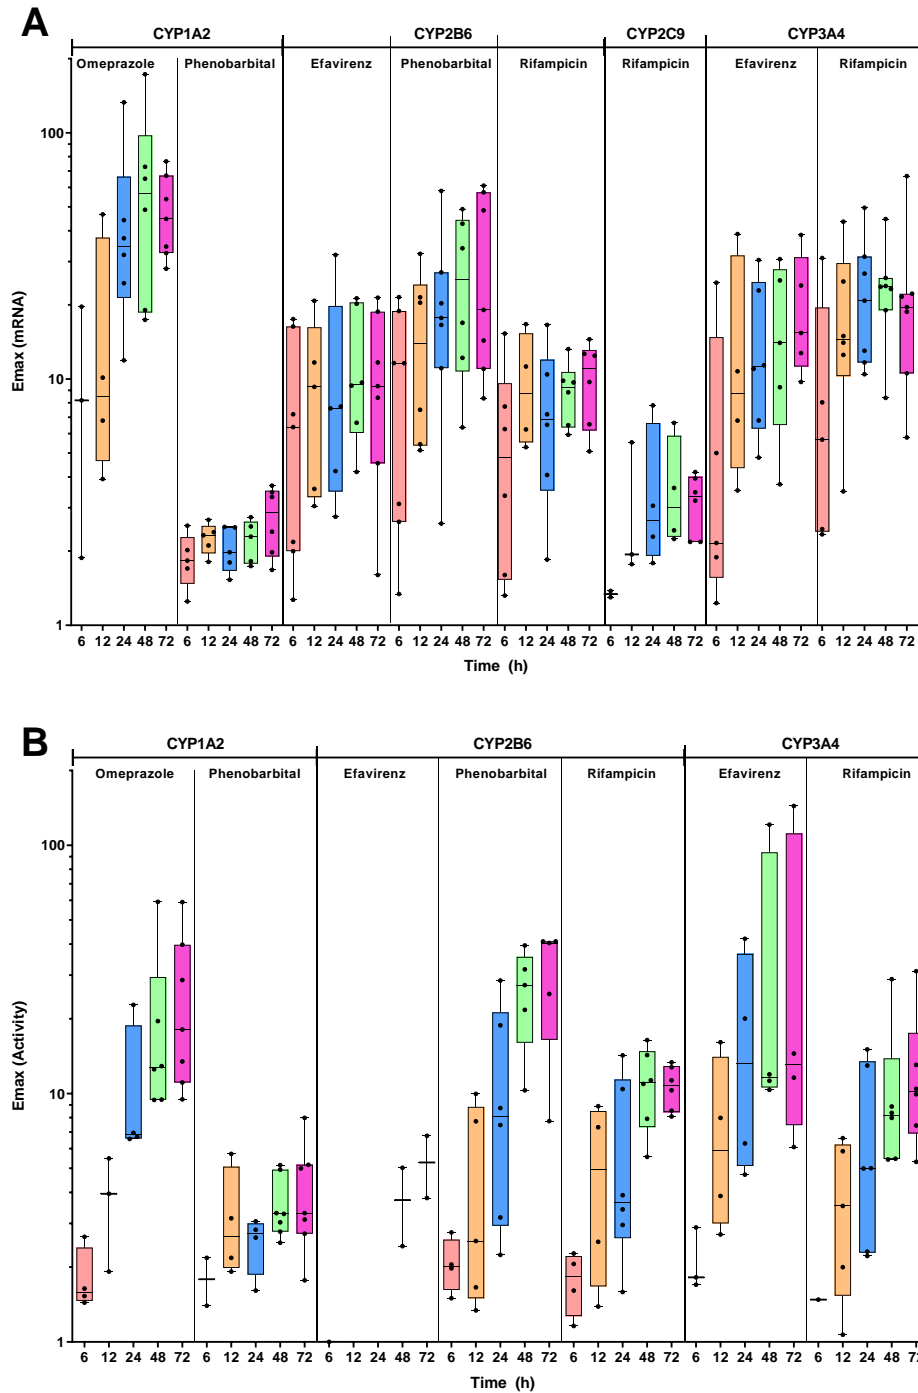 A
CYP1A2 CYP2B6 CYP2C9 CYP3A4
Omeprazole Phenobarbital Efavirenz Phenobarbital Rifampicin Rifampicin Efavirenz Rifampicin
Emax (mRNA)
100
10
1
6 12 24 48 72 6 12 24 48 72 6 12 24 48 72 6 12 24 48 72 6 12 24 48 72 6 12 24 48 72 6 12 24 48 72 6 12 24 48 72
Time (h)
B
CYP1A2 CYP2B6 CYP3A4
Omeprazole Phenobarbital Efavirenz Phenobarbital Rifampicin Efavirenz Rifampicin
Emax (Activity)
100
10
1
6 12 24 48 72 6 12 24 48 72 6 12 24 48 72 6 12 24 48 72 6 12 24 48 72 6 12 24 48 72 6 12 24 48 72
Time (h)